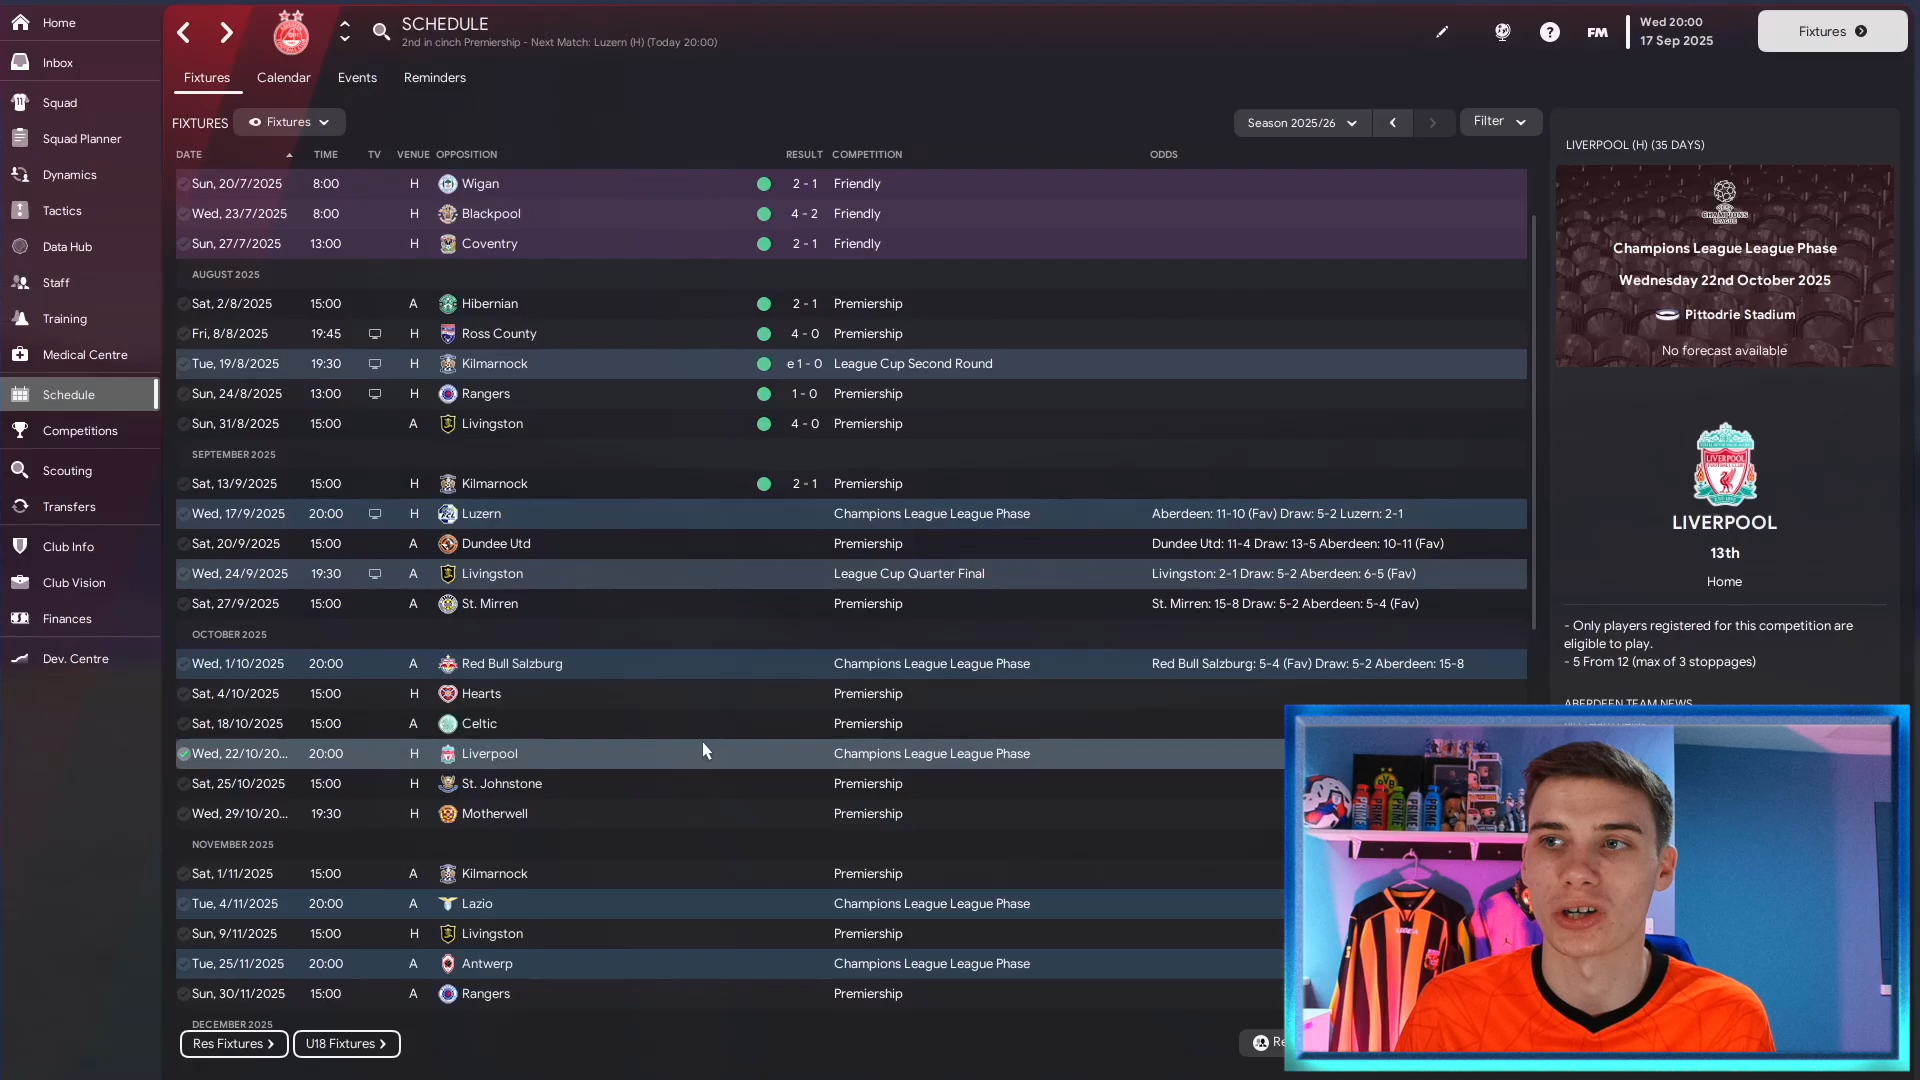 Home
Inbox
Squad
Squad Planner
Dynamics
Tactics
Data Hub
Staff
Training
Medical Centre
Schedule
Competitions
Scouting
Transfers
Club Info
Club Vision
Finances
Dev. Centre
SCHEDULE
2nd in cinch Premiership - Next Match: Luzern (H) (Today 20:00)
FM
Wed 20:00
17 Sep 2025
Fixtures
Fixtures Calendar Events Reminders
FIXTURES Fixtures
Season 2025/26 Filter
DATE TIME TV VENUE OPPOSITION RESULT COMPETITION ODDS
Sun, 20/7/2025 8:00 H Wigan 2 - 1 Friendly
Wed, 23/7/2025 8:00 H Blackpool 4 - 2 Friendly
Sun, 27/7/2025 13:00 H Coventry 2 - 1 Friendly
AUGUST 2025
Sat, 2/8/2025 15:00 A Hibernian 2 - 1 Premiership
Fri, 8/8/2025 19:45 H Ross County 4 - 0 Premiership
Tue, 19/8/2025 19:30 H Kilmarnock e 1 - 0 League Cup Second Round
Sun, 24/8/2025 13:00 H Rangers 1 - 0 Premiership
Sun, 31/8/2025 15:00 A Livingston 4 - 0 Premiership
SEPTEMBER 2025
Sat, 13/9/2025 15:00 H Kilmarnock 2 - 1 Premiership
Wed, 17/9/2025 20:00 H Luzern Champions League League Phase Aberdeen: 11-10 (Fav) Draw: 5-2 Luzern: 2-1
Sat, 20/9/2025 15:00 A Dundee Utd Premiership Dundee Utd: 11-4 Draw: 13-5 Aberdeen: 10-11 (Fav)
Wed, 24/9/2025 19:30 A Livingston League Cup Quarter Final Livingston: 2-1 Draw: 5-2 Aberdeen: 6-5 (Fav)
Sat, 27/9/2025 15:00 A St. Mirren Premiership St. Mirren: 15-8 Draw: 5-2 Aberdeen: 5-4 (Fav)
OCTOBER 2025
Wed, 1/10/2025 20:00 A Red Bull Salzburg Champions League League Phase Red Bull Salzburg: 5-4 (Fav) Draw: 5-2 Aberdeen: 15-8
Sat, 4/10/2025 15:00 H Hearts Premiership
Sat, 18/10/2025 15:00 A Celtic Premiership
Wed, 22/10/20... 20:00 H Liverpool Champions League League Phase
Sat, 25/10/2025 15:00 H St. Johnstone Premiership
Wed, 29/10/20... 19:30 H Motherwell Premiership
NOVEMBER 2025
Sat, 1/11/2025 15:00 A Kilmarnock Premiership
Tue, 4/11/2025 20:00 A Lazio Champions League League Phase
Sun, 9/11/2025 15:00 H Livingston Premiership
Tue, 25/11/2025 20:00 A Antwerp Champions League League Phase
Sun, 30/11/2025 15:00 A Rangers Premiership
DECEMBER 2025
Res Fixtures U18 Fixtures
Re
LIVERPOOL (H) (35 DAYS)
CHAMPIONS
LEAGUE
Champions League League Phase
Wednesday 22nd October 2025
Pittodrie Stadium
No forecast available
LIVERPOOL
LIVERPOOL
13th
Home
- Only players registered for this competition are
eligible to play.
- 5 From 12 (max of 3 stoppages)
ABERDEEN TEAM NEWS
BVB
PRIME
PRIME
PRIME
PRIME